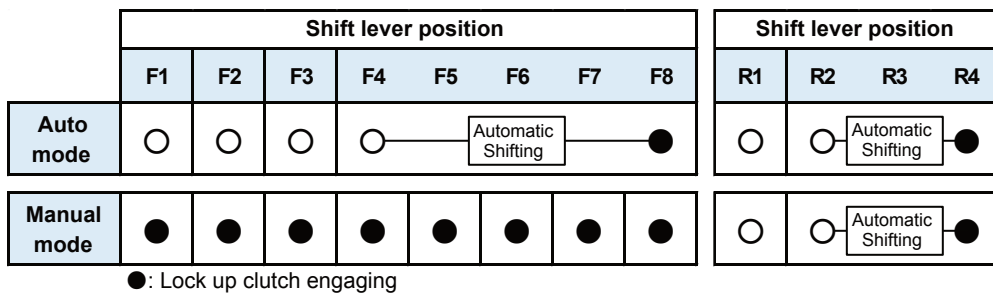 Shift lever position
Shift lever position
F1 F2 F3 F4 F5 F6 F7 F8
R1 R2 R3 R4
Auto
mode
Automatic
Shifting
Automatic
Shifting
Manual
mode
Automatic
Shifting
●: Lock up clutch engaging